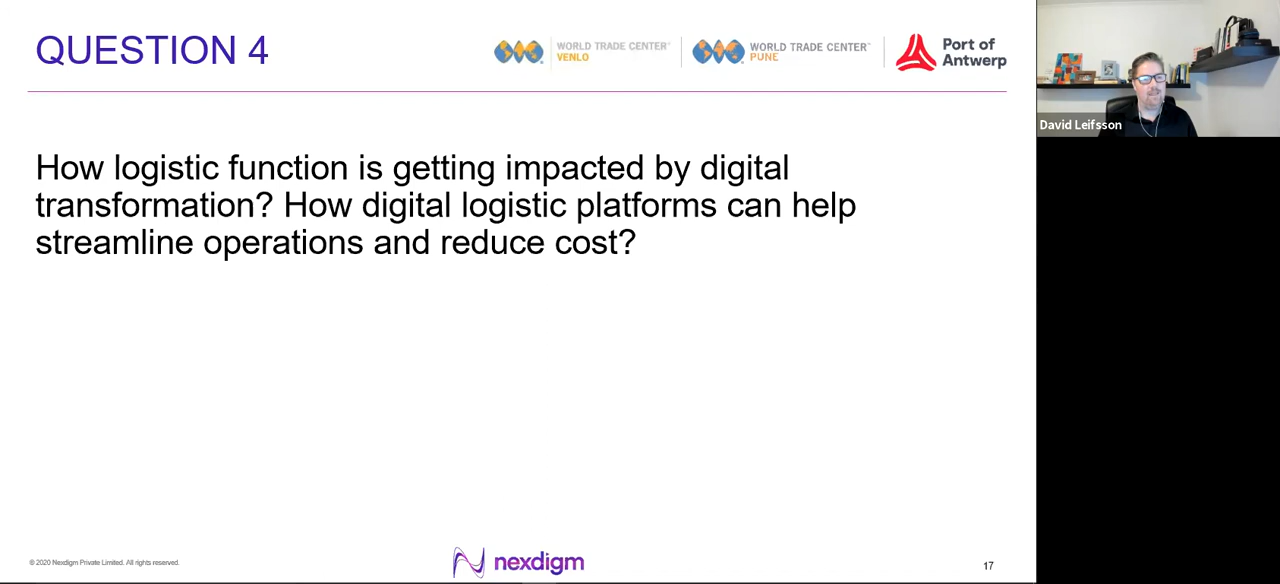 QUESTION 4
WORLD TRADE CENTER
VENLO
WORLD TRADE CENTER
PUNE
Port of
Antwerp
David Leifsson
How logistic function is getting impacted by digital
transformation? How digital logistic platforms can help
streamline operations and reduce cost?
© 2020 Nexdigm Private Limited. All rights reserved.
nexdigm
17